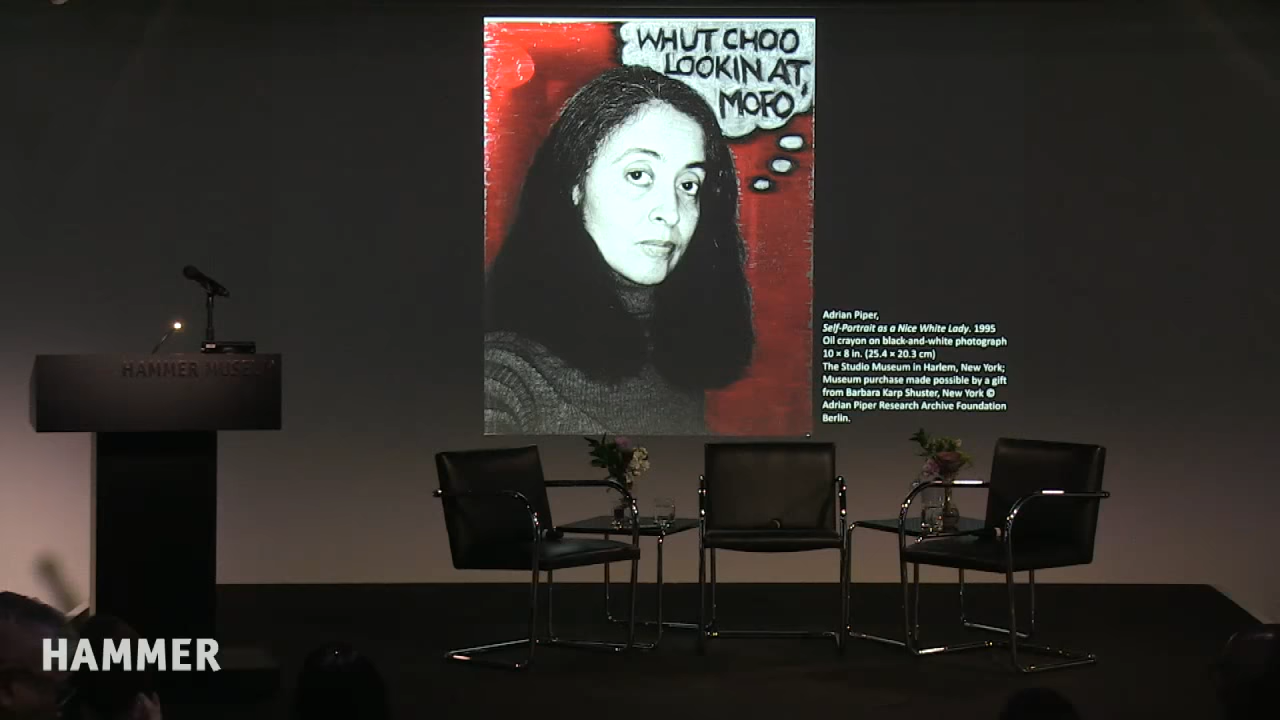 WHUT CHOO
LOOKIN AT,
MOFO
Adrian Piper,
Self-Portrait as a Nice White Lady. 1995
Oil crayon on black-and-white photograph
10 × 8 in. (25.4 × 20.3 cm)
The Studio Museum in Harlem, New York;
Museum purchase made possible by a gift
from Barbara Karp Shuster, New York ©
Adrian Piper Research Archive Foundation
Berlin.
HAMMER MUSEUM
HAMMER